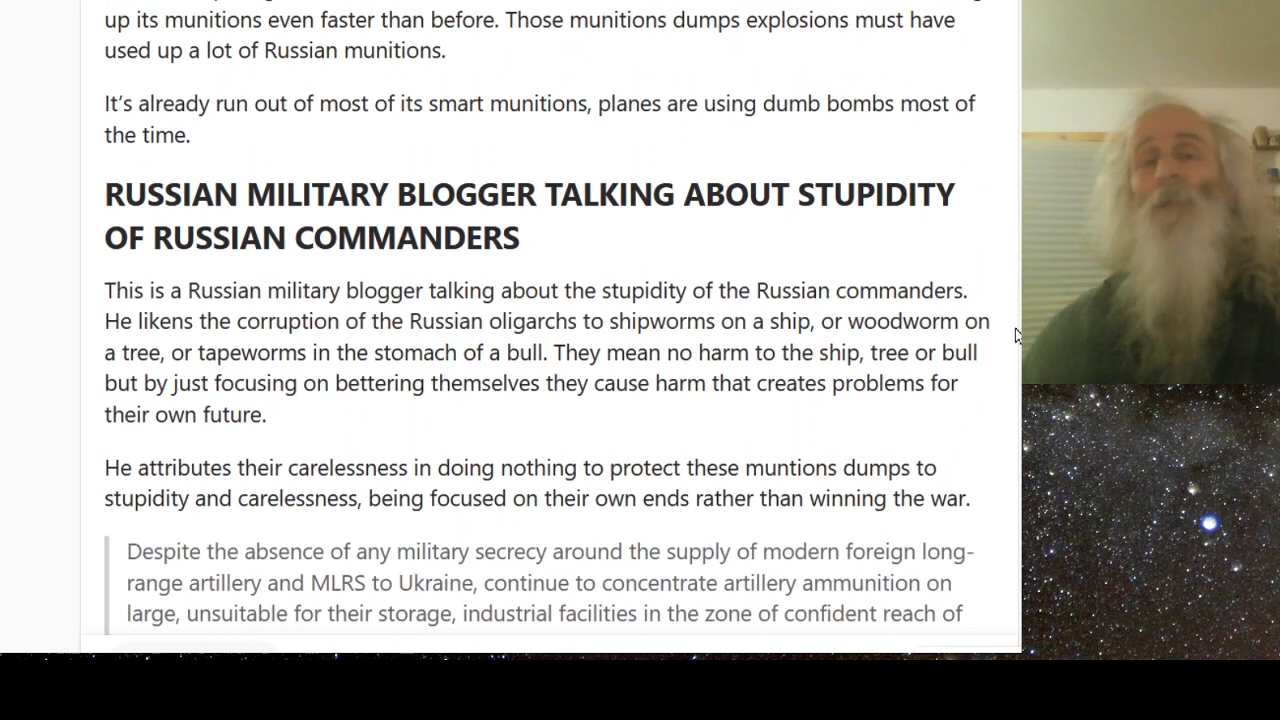 up its munitions even faster than before. Those munitions dumps explosions must have
used up a lot of Russian munitions.
It’s already run out of most of its smart munitions, planes are using dumb bombs most of
the time.
RUSSIAN MILITARY BLOGGER TALKING ABOUT STUPIDITY
OF RUSSIAN COMMANDERS
This is a Russian military blogger talking about the stupidity of the Russian commanders.
He likens the corruption of the Russian oligarchs to shipworms on a ship, or woodworm on
a tree, or tapeworms in the stomach of a bull. They mean no harm to the ship, tree or bull
but by just focusing on bettering themselves they cause harm that creates problems for
their own future.
He attributes their carelessness in doing nothing to protect these muntions dumps to
stupidity and carelessness, being focused on their own ends rather than winning the war.
Despite the absence of any military secrecy around the supply of modern foreign long-
range artillery and MLRS to Ukraine, continue to concentrate artillery ammunition on
large, unsuitable for their storage, industrial facilities in the zone of confident reach of